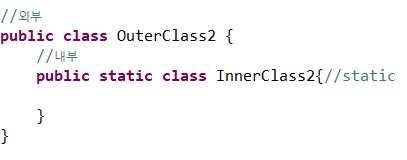 //외부
public class OuterClass2 {
//내부
public static class InnerClass2{//static
}
}